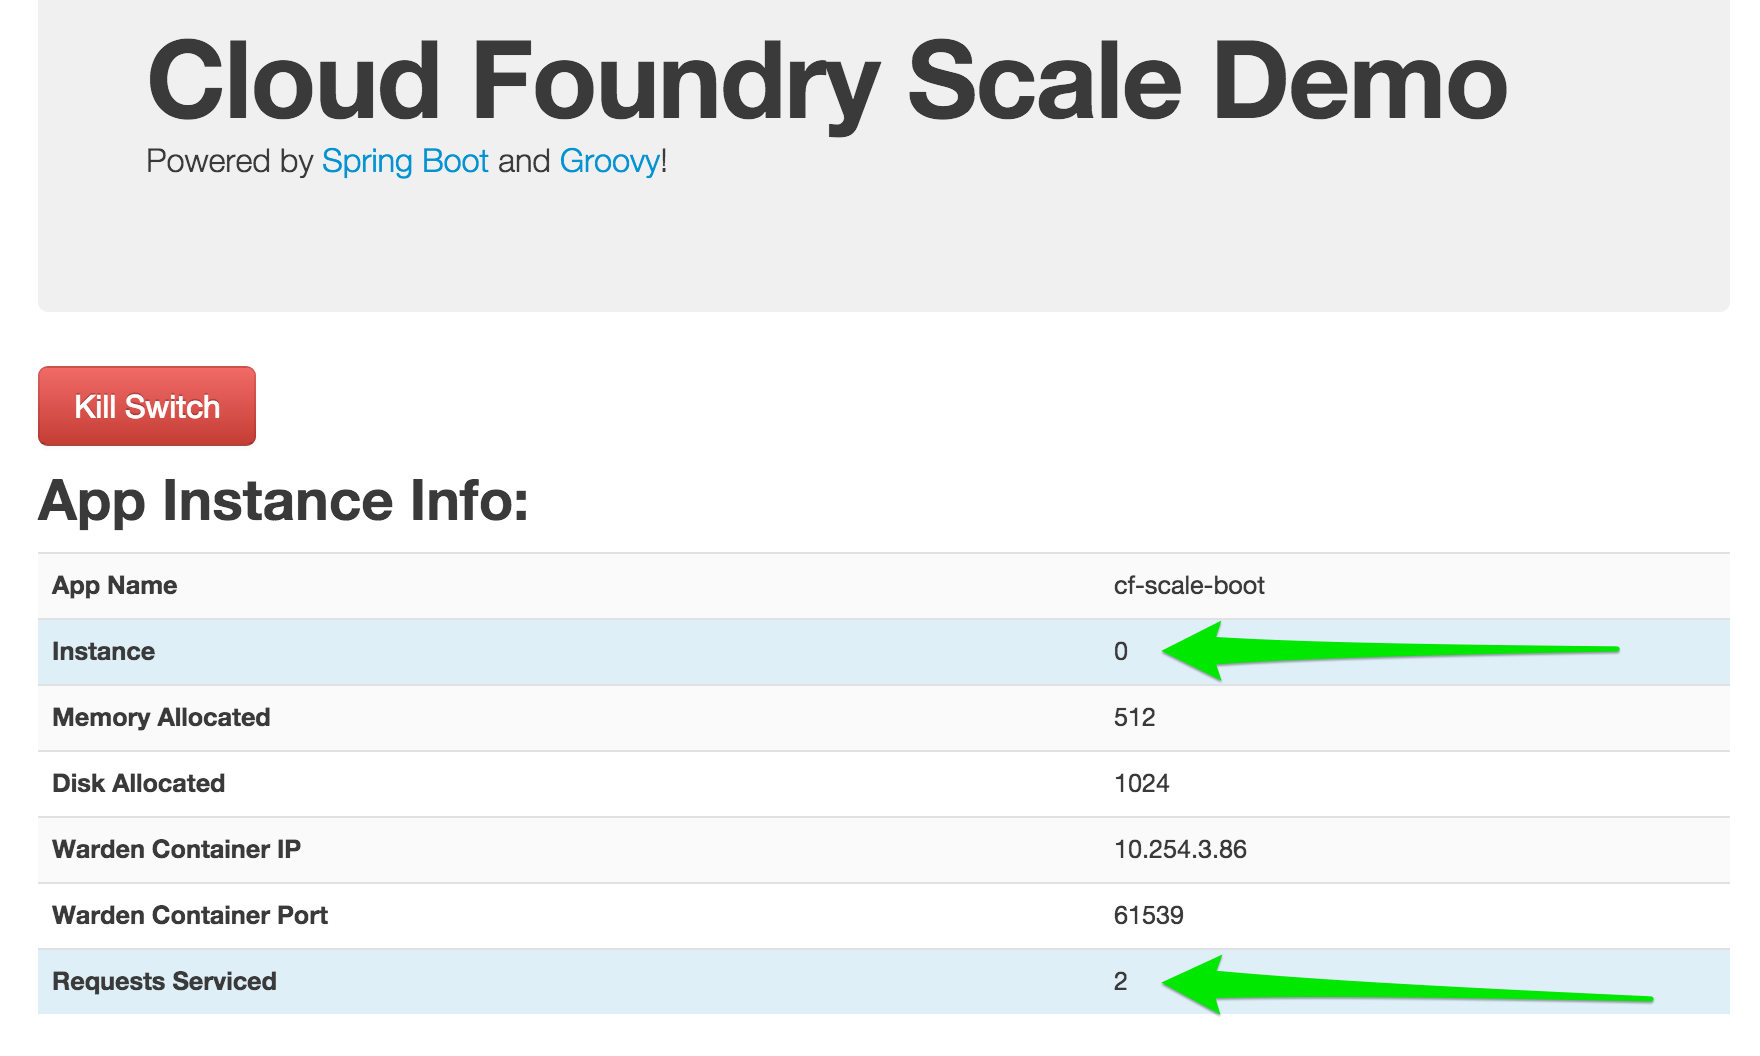 Cloud Foundry Scale Demo
Powered by Spring Boot and Groovy!
Kill Switch
App Instance Info:
App Name cf-scale-boot
Instance 0
Memory Allocated 512
Disk Allocated 1024
Warden Container IP 10.254.3.86
Warden Container Port 61539
Requests Serviced 2